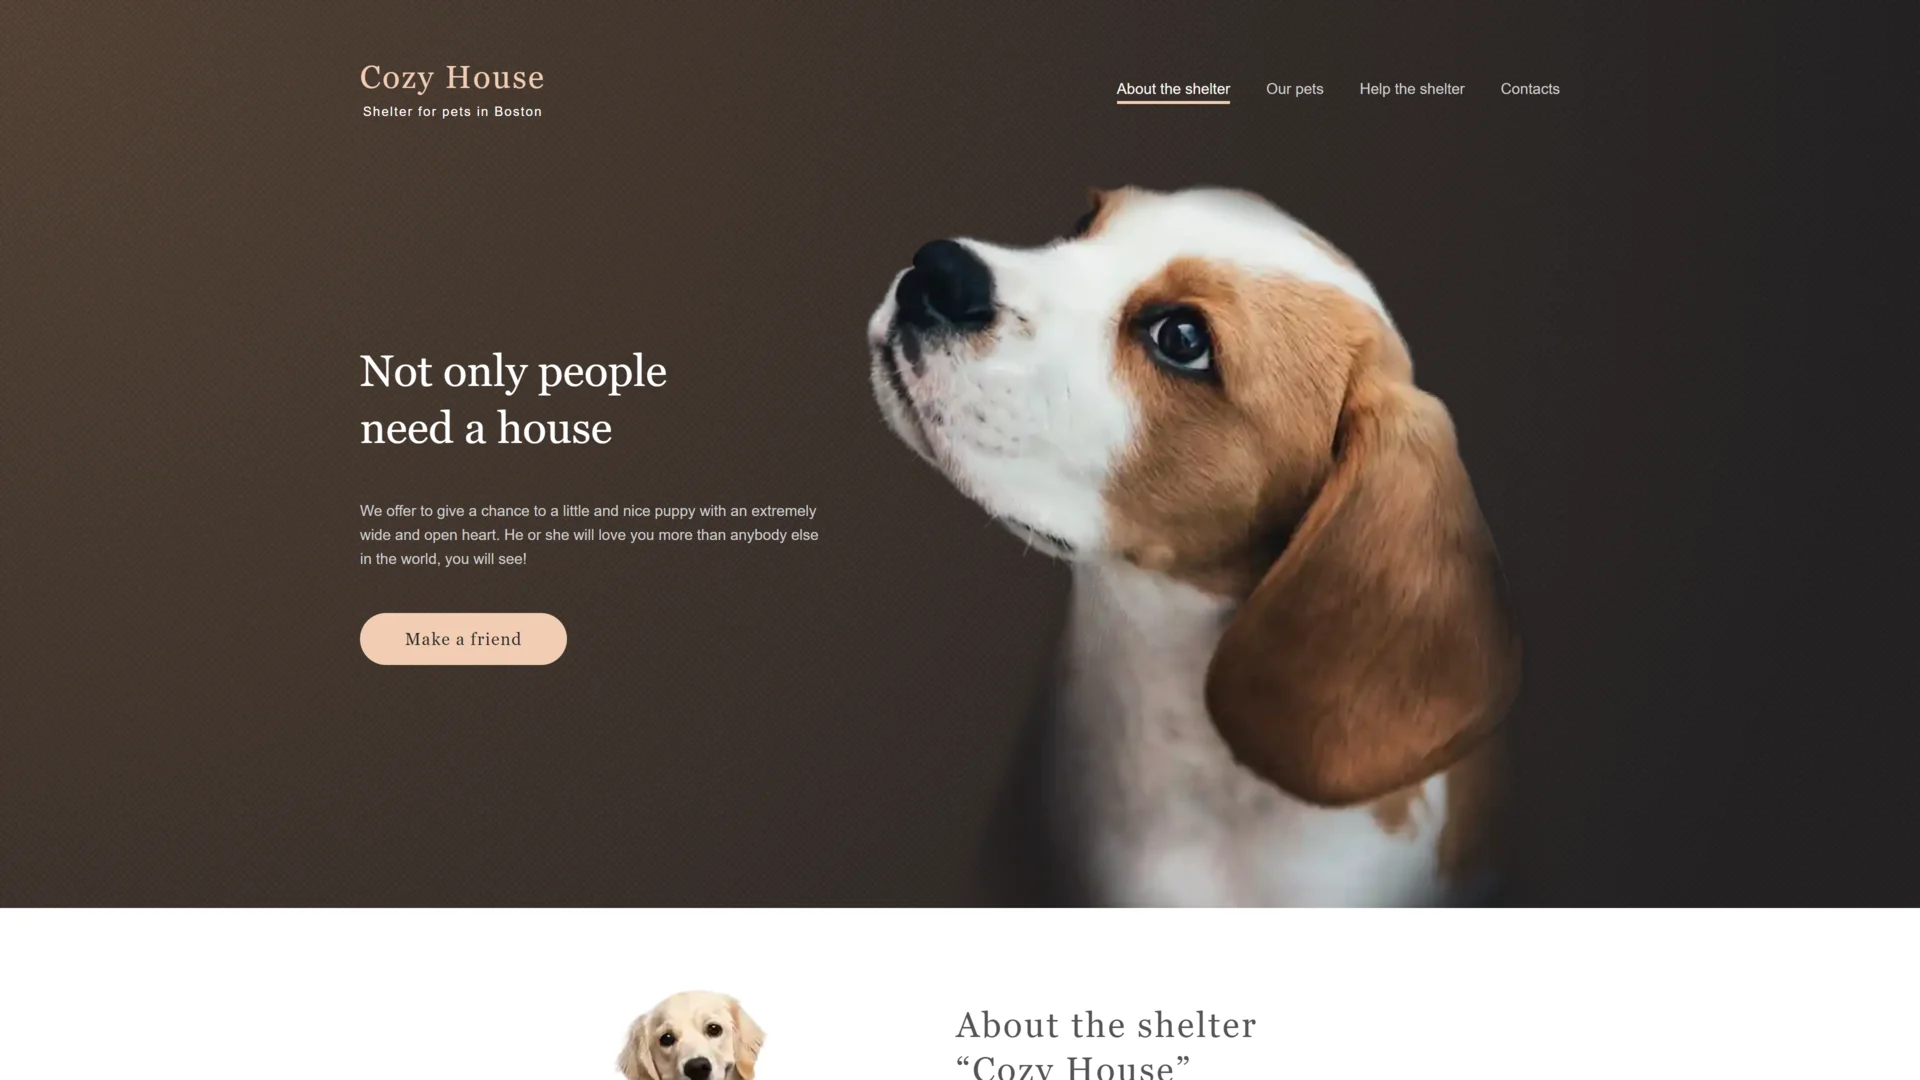 Cozy House
Shelter for pets in Boston
About the shelter
Our pets
Help the shelter
Contacts
Not only people
need a house
We offer to give a chance to a little and nice puppy with an extremely
wide and open heart. He or she will love you more than anybody else
in the world, you will see!
Make a friend
About the shelter
“Cozy House”